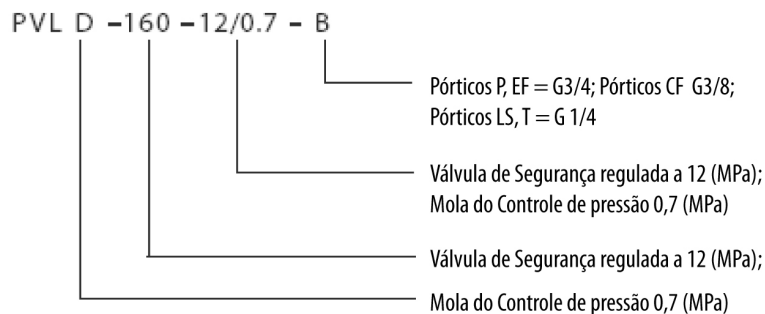 PVL D -160 -12/0.7 - B
Pórticos P, EF = G3/4; Pórticos CF G3/8;
Pórticos LS, T = G 1/4
Válvula de Segurança regulada a 12 (MPa);
Mola do Controle de pressão 0,7 (MPa)
Válvula de Segurança regulada a 12 (MPa);
Mola do Controle de pressão 0,7 (MPa)